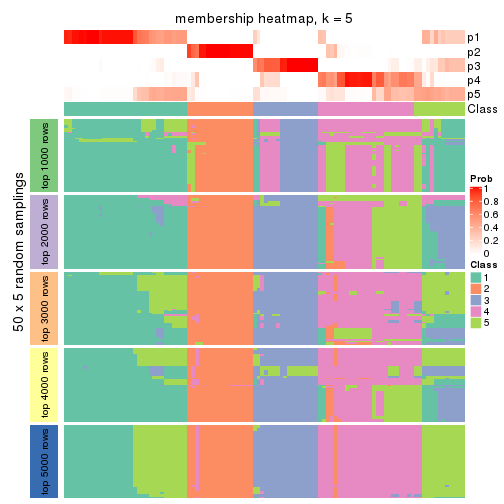 membership heatmap, k = 5
p1
p2
p3
p4
p5
Class
50 x 5 random samplings
top 1000 rows
top 2000 rows
top 3000 rows
top 4000 rows
top 5000 rows
Prob
1
0.8
0.6
0.4
0.2
0
Class
1
2
3
4
5